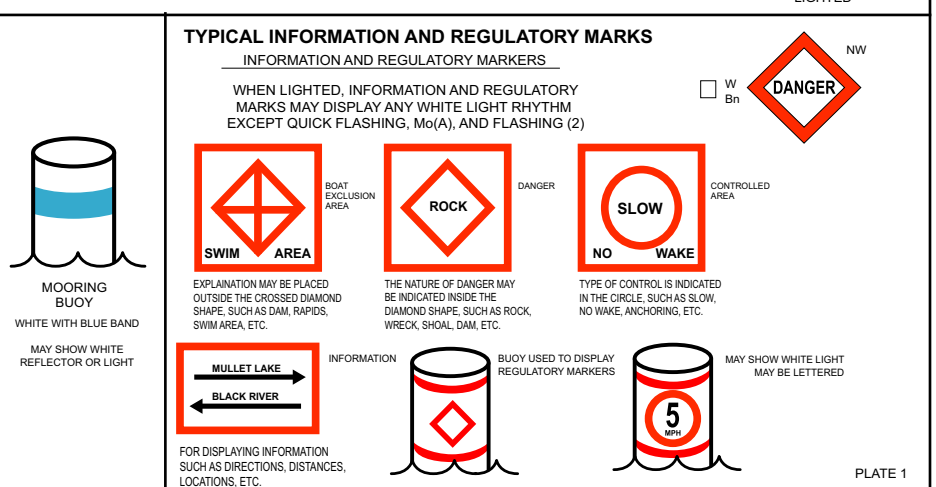 LIGHTED
MOORING
BUOY
WHITE WITH BLUE BAND
MAY SHOW WHITE
REFLECTOR OR LIGHT
TYPICAL INFORMATION AND REGULATORY MARKS
INFORMATION AND REGULATORY MARKERS
WHEN LIGHTED, INFORMATION AND REGULATORY
MARKS MAY DISPLAY ANY WHITE LIGHT RHYTHM
EXCEPT QUICK FLASHING, Mo(A), AND FLASHING (2)
W
Bn
DANGER
NW
SWIM AREA
BOAT
EXCLUSION
AREA
EXPLAINATION MAY BE PLACED
OUTSIDE THE CROSSED DIAMOND
SHAPE, SUCH AS DAM, RAPIDS,
SWIM AREA, ETC.
ROCK
DANGER
THE NATURE OF DANGER MAY
BE INDICATED INSIDE THE
DIAMOND SHAPE, SUCH AS ROCK,
WRECK, SHOAL, DAM, ETC.
SLOW
NO WAKE
CONTROLLED
AREA
TYPE OF CONTROL IS INDICATED
IN THE CIRCLE, SUCH AS SLOW,
NO WAKE, ANCHORING, ETC.
MULLET LAKE
BLACK RIVER
INFORMATION
FOR DISPLAYING INFORMATION
SUCH AS DIRECTIONS, DISTANCES,
LOCATIONS, ETC.
BUOY USED TO DISPLAY
REGULATORY MARKERS
5
MPH
MAY SHOW WHITE LIGHT
MAY BE LETTERED
PLATE 1